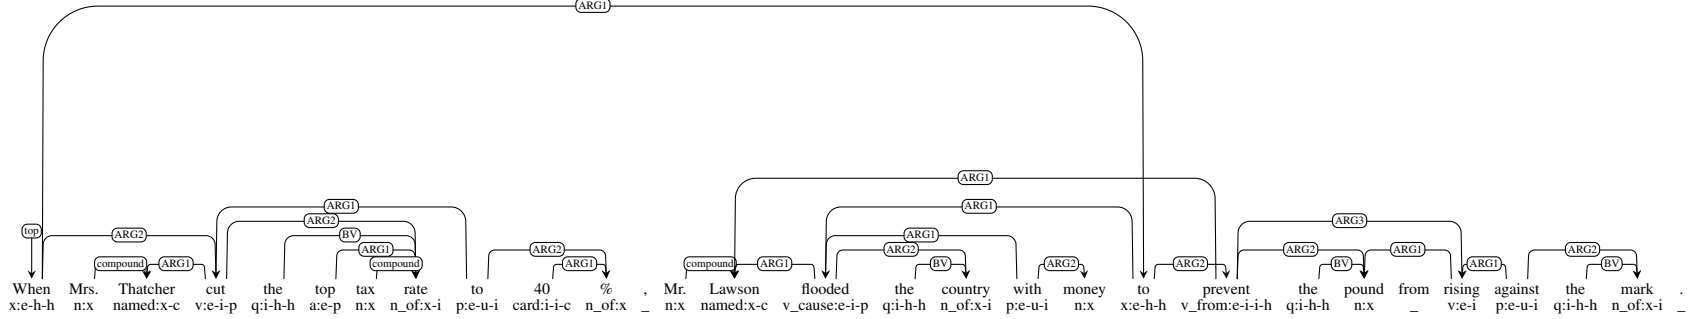 ARG1
ARG1
ARG1 ARG1
top ARG2 ARG2 ARG3
ARG2 BV ARG1
ARG1 ARG2 ARG2 ARG2 ARG1 ARG2
compound ARG1 compound ARG1 compound ARG1 BV ARG2 ARG2 BV ARG1 BV
When Mrs. Thatcher cut the top tax rate to 40 % , Mr. Lawson flooded the country with money to prevent the pound from rising against the mark .
x:e-h-h n:x named:x-c v:e-i-p q:i-h-h a:e-p n:x n_of:x-i p:e-u-i card:i-i-c n_of:x _ n:x named:x-c v_cause:e-i-p q:i-h-h n_of:x-i p:e-u-i n:x x:e-h-h v_from:e-i-i-h q:i-h-h n:x _ v:e-i p:e-u-i q:i-h-h n_of:x-i _